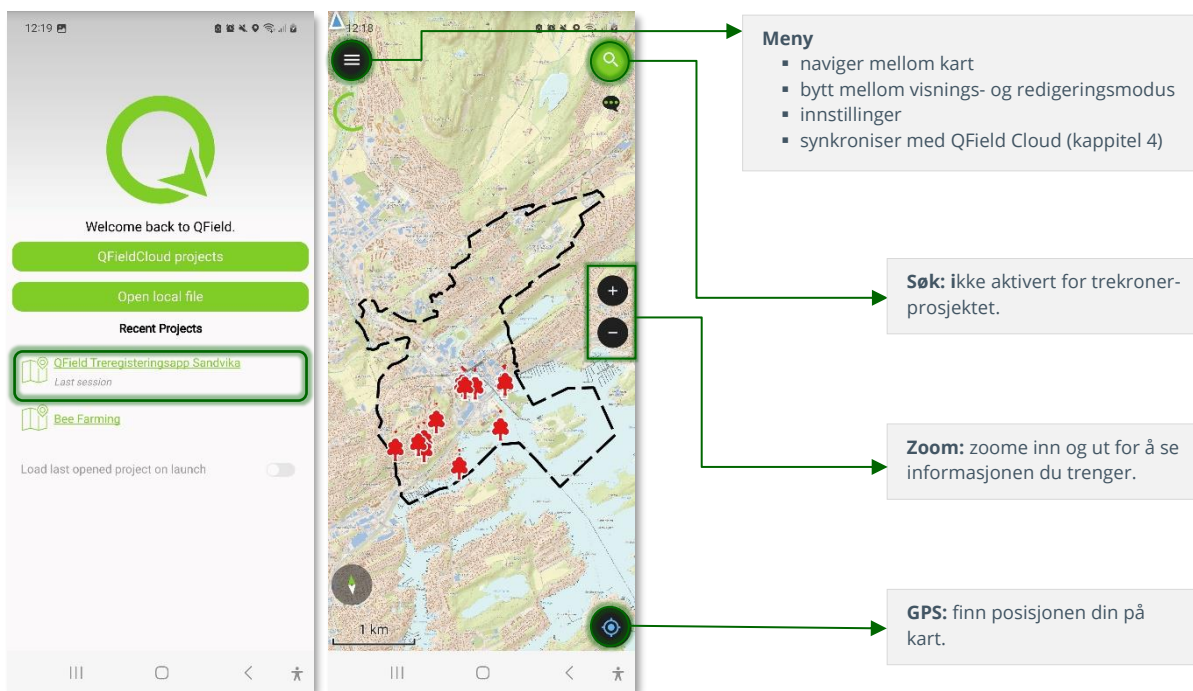 12:19
Welcome back to QField.
QFieldCloud projects
Open local file
Recent Projects
QField Treregisteringsapp Sandvika
Last session
Bee Farming
Load last opened project on launch
12:18
1 km
Meny
▪ naviger mellom kart
▪ bytt mellom visnings- og redigeringsmodus
▪ innstillinger
▪ synkroniser med QField Cloud (kappitel 4)
Søk: ikke aktivert for trekroner-
prosjektet.
Zoom: zoome inn og ut for å se
informasjonen du trenger.
GPS: finn posisjonen din på
kart.